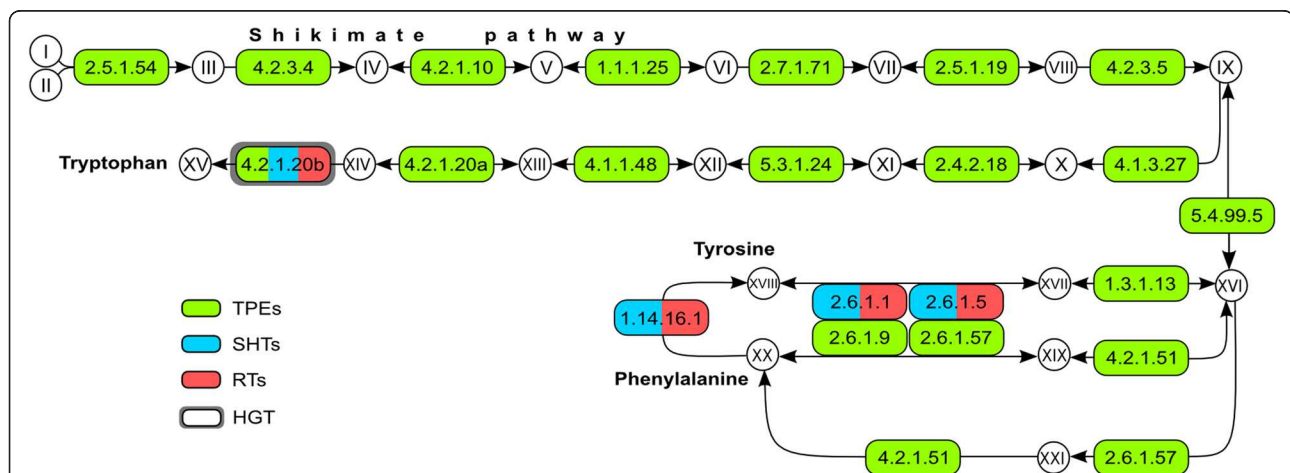 Shikimate pathway
I
II
2.5.1.54 III 4.2.3.4 IV 4.2.1.10 V 1.1.1.25 VI 2.7.1.71 VII 2.5.1.19 VIII 4.2.3.5 IX
Tryptophan XV 4.2.1.20b XIV 4.2.1.20a XIII 4.1.1.48 XII 5.3.1.24 XI 2.4.2.18 X 4.1.3.27
5.4.99.5
Tyrosine
XVIII XVII 1.3.1.13 XVI
2.6.1.1 2.6.1.5
1.14.16.1
2.6.1.9 2.6.1.57
XX XIX 4.2.1.51
Phenylalanine
4.2.1.51 XXI 2.6.1.57
TPEs
SHTs
RTs
HGT